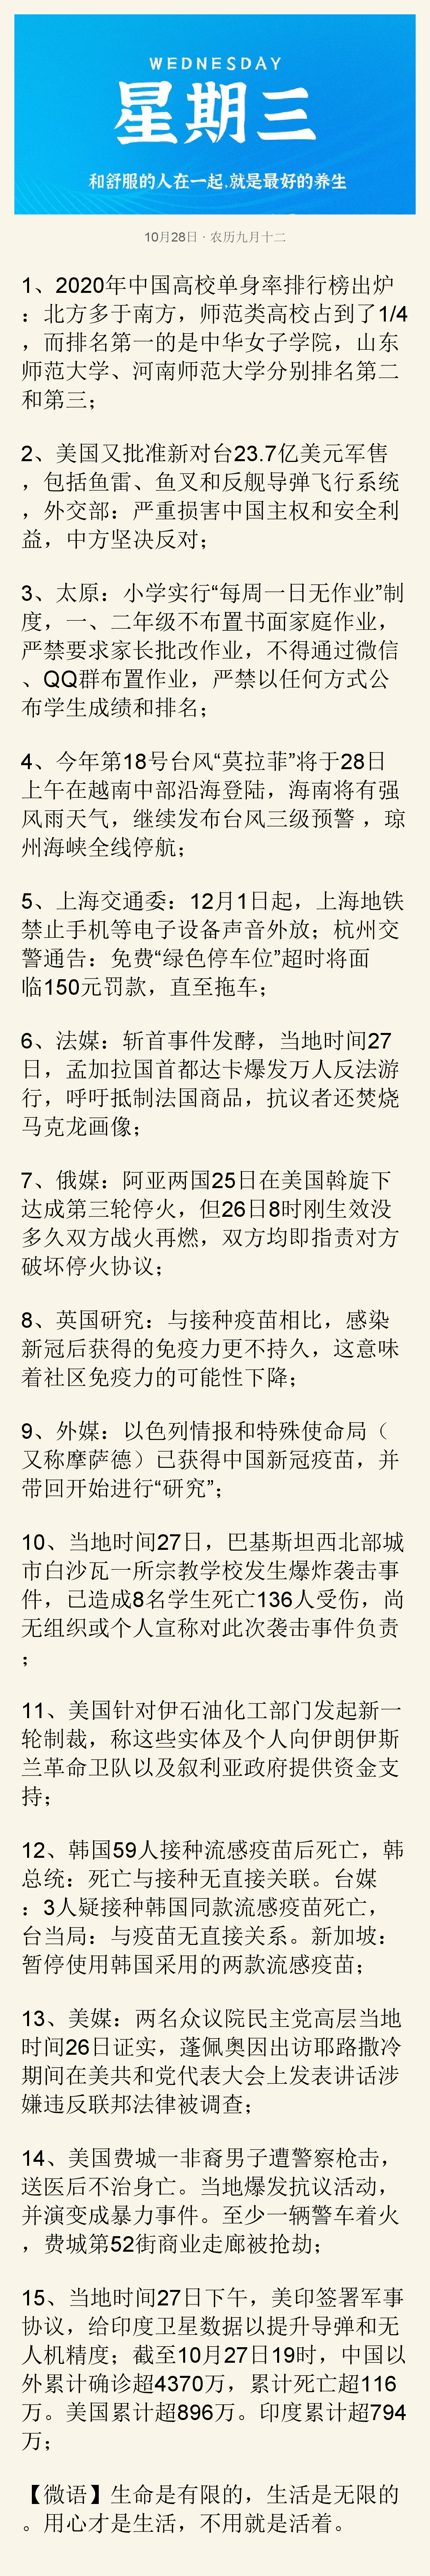 WEDNESDAY
星期三
和舒服的人在一起,就是最好的养生
10月28日 · 农历九月十二
1、2020年中国高校单身率排行榜出炉
：北方多于南方，师范类高校占到了1/4
，而排名第一的是中华女子学院，山东
师范大学、河南师范大学分别排名第二
和第三；
2、美国又批准新对台23.7亿美元军售
，包括鱼雷、鱼叉和反舰导弹飞行系统
，外交部：严重损害中国主权和安全利
益，中方坚决反对；
3、太原：小学实行“每周一日无作业”制
度，一、二年级不布置书面家庭作业，
严禁要求家长批改作业，不得通过微信
、QQ群布置作业，严禁以任何方式公
布学生成绩和排名；
4、今年第18号台风“莫拉菲”将于28日
上午在越南中部沿海登陆，海南将有强
风雨天气，继续发布台风三级预警 ，琼
州海峡全线停航；
5、上海交通委：12月1日起，上海地铁
禁止手机等电子设备声音外放；杭州交
警通告：免费“绿色停车位”超时将面
临150元罚款，直至拖车；
6、法媒：斩首事件发酵，当地时间27
日，孟加拉国首都达卡爆发万人反法游
行，呼吁抵制法国商品，抗议者还焚烧
马克龙画像；
7、俄媒：阿亚两国25日在美国斡旋下
达成第三轮停火，但26日8时刚生效没
多久双方战火再燃，双方均即指责对方
破坏停火协议；
8、英国研究：与接种疫苗相比，感染
新冠后获得的免疫力更不持久，这意味
着社区免疫力的可能性下降；
9、外媒：以色列情报和特殊使命局（
又称摩萨德）已获得中国新冠疫苗，并
带回开始进行“研究”；
10、当地时间27日，巴基斯坦西北部城
市白沙瓦一所宗教学校发生爆炸袭击事
件，已造成8名学生死亡136人受伤，尚
无组织或个人宣称对此次袭击事件负责
；
11、美国针对伊石油化工部门发起新一
轮制裁，称这些实体及个人向伊朗伊斯
兰革命卫队以及叙利亚政府提供资金支
持；
12、韩国59人接种流感疫苗后死亡，韩
总统：死亡与接种无直接关联。台媒
：3人疑接种韩国同款流感疫苗死亡，
台当局：与疫苗无直接关系。新加坡：
暂停使用韩国采用的两款流感疫苗；
13、美媒：两名众议院民主党高层当地
时间26日证实，蓬佩奥因出访耶路撒冷
期间在美共和党代表大会上发表讲话涉
嫌违反联邦法律被调查；
14、美国费城一非裔男子遭警察枪击，
送医后不治身亡。当地爆发抗议活动，
并演变成暴力事件。至少一辆警车着火
，费城第52街商业走廊被抢劫；
15、当地时间27日下午，美印签署军事
协议，给印度卫星数据以提升导弹和无
人机精度；截至10月27日19时，中国以
外累计确诊超4370万，累计死亡超116
万。美国累计超896万。印度累计超794
万；
【微语】生命是有限的，生活是无限的
。用心才是生活，不用就是活着。